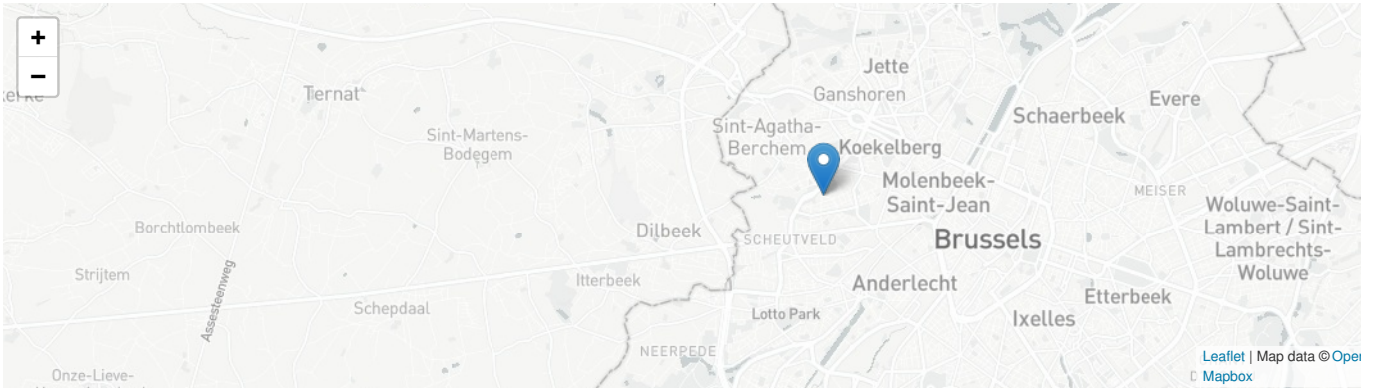 +
−
Ternat
Sint-Martens-
Bodegem
Borchtlombeek
Strijtem
Assesteenweg
Schepdaal
Onze-Lieve-
Dilbeek
Itterbeek
NEERPEDE
Jette
Ganshoren
Sint-Agatha-
Berchem
Koekelberg
Molenbeek-
Saint-Jean
SCHEUTVELD
Brussels
Anderlecht
Lotto Park
Schaerbeek
Evere
MEISER
Woluwe-Saint-
Lambert / Sint-
Lambrechts-
Woluwe
Etterbeek
Ixelles
Leaflet | Map data © Oper
Mapbox